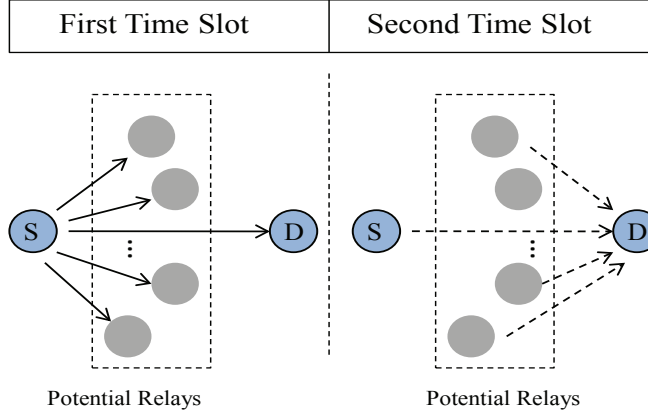 First Time Slot
Second Time Slot
S
D
...
S
D
...
Potential Relays
Potential Relays